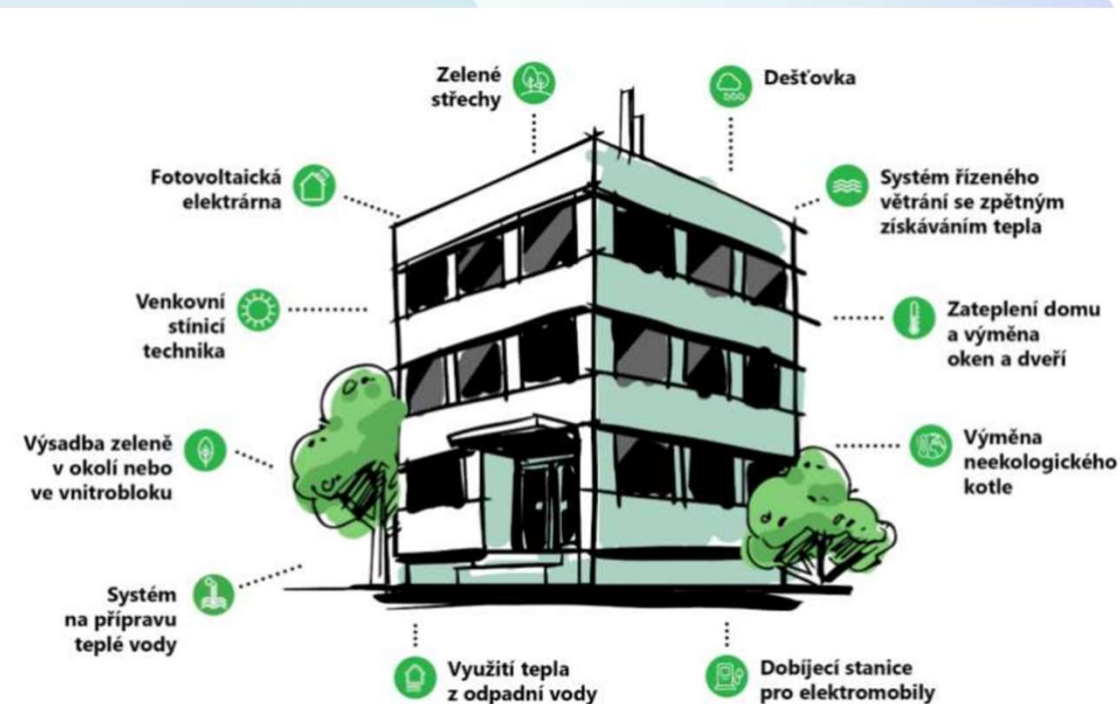 Zelené
střechy
Dešťovka
Fotovoltaická
elektrárna
Systém řízeného
větrání se zpětným
získáváním tepla
Venkovní
stínicí
technika
Zateplení domu
a výměna
oken a dveří
Výsadba zeleně
v okolí nebo
ve vnitrobloku
Výměna
neekologického
kotle
Systém
na přípravu
teplé vody
Využití tepla
z odpadní vody
Dobíjecí stanice
pro elektromobily